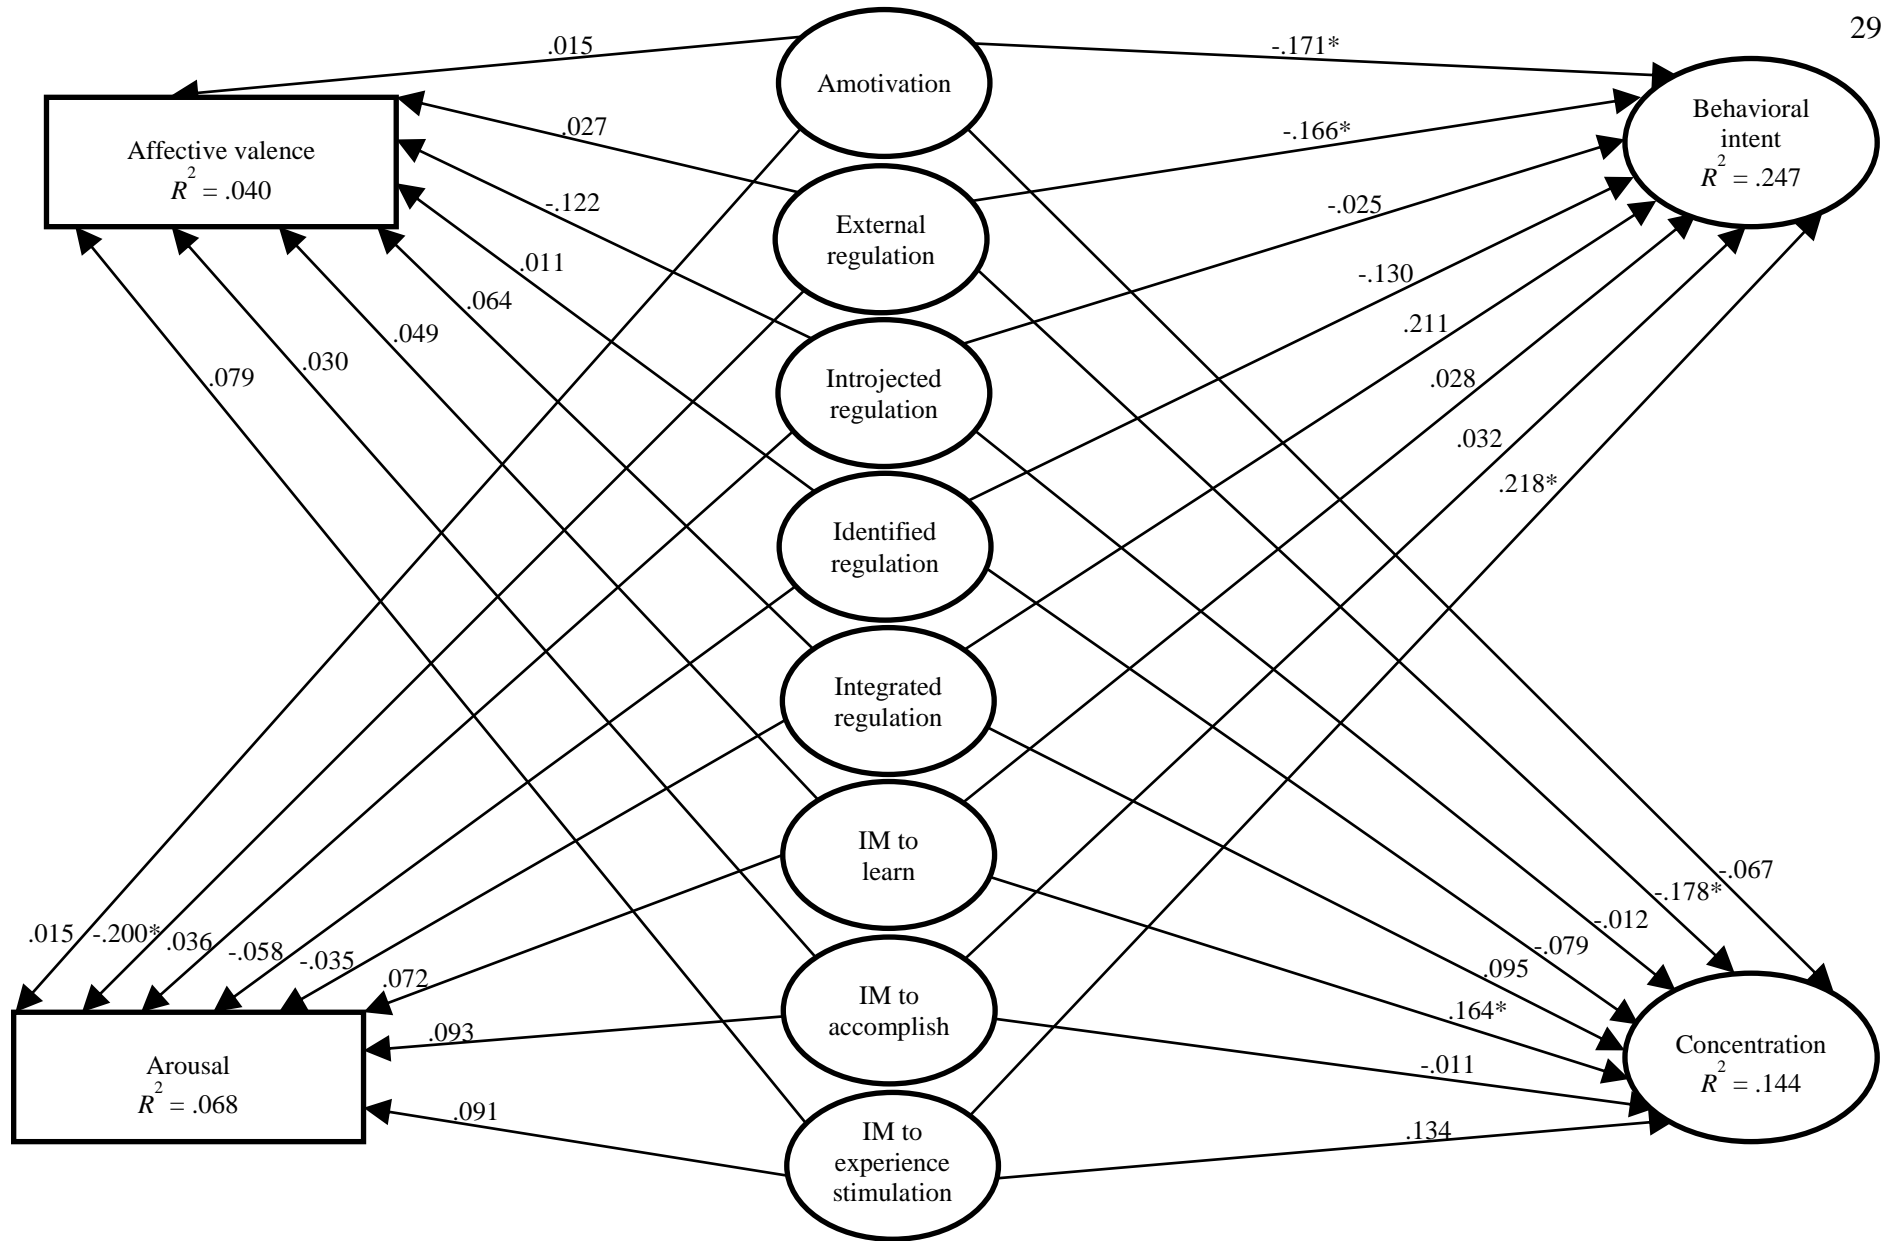 29
.015
-.171*
Amotivation
Affective valence
R² = .040
.027
-.166*
Behavioral
intent
R² = .247
-.122
-.025
External
regulation
.011
-.130
.064
.211
.049
.028
.030
.079
Introjected
regulation
.032
.218*
Identified
regulation
Integrated
regulation
IM to
learn
-.067
-.178*
-.012
-.079
.095
.164*
.015
-.200*
.036
-.058
-.035
.072
IM to
accomplish
.093
-.011
Arousal
R² = .068
Concentration
R² = .144
.091
.134
IM to
experience
stimulation